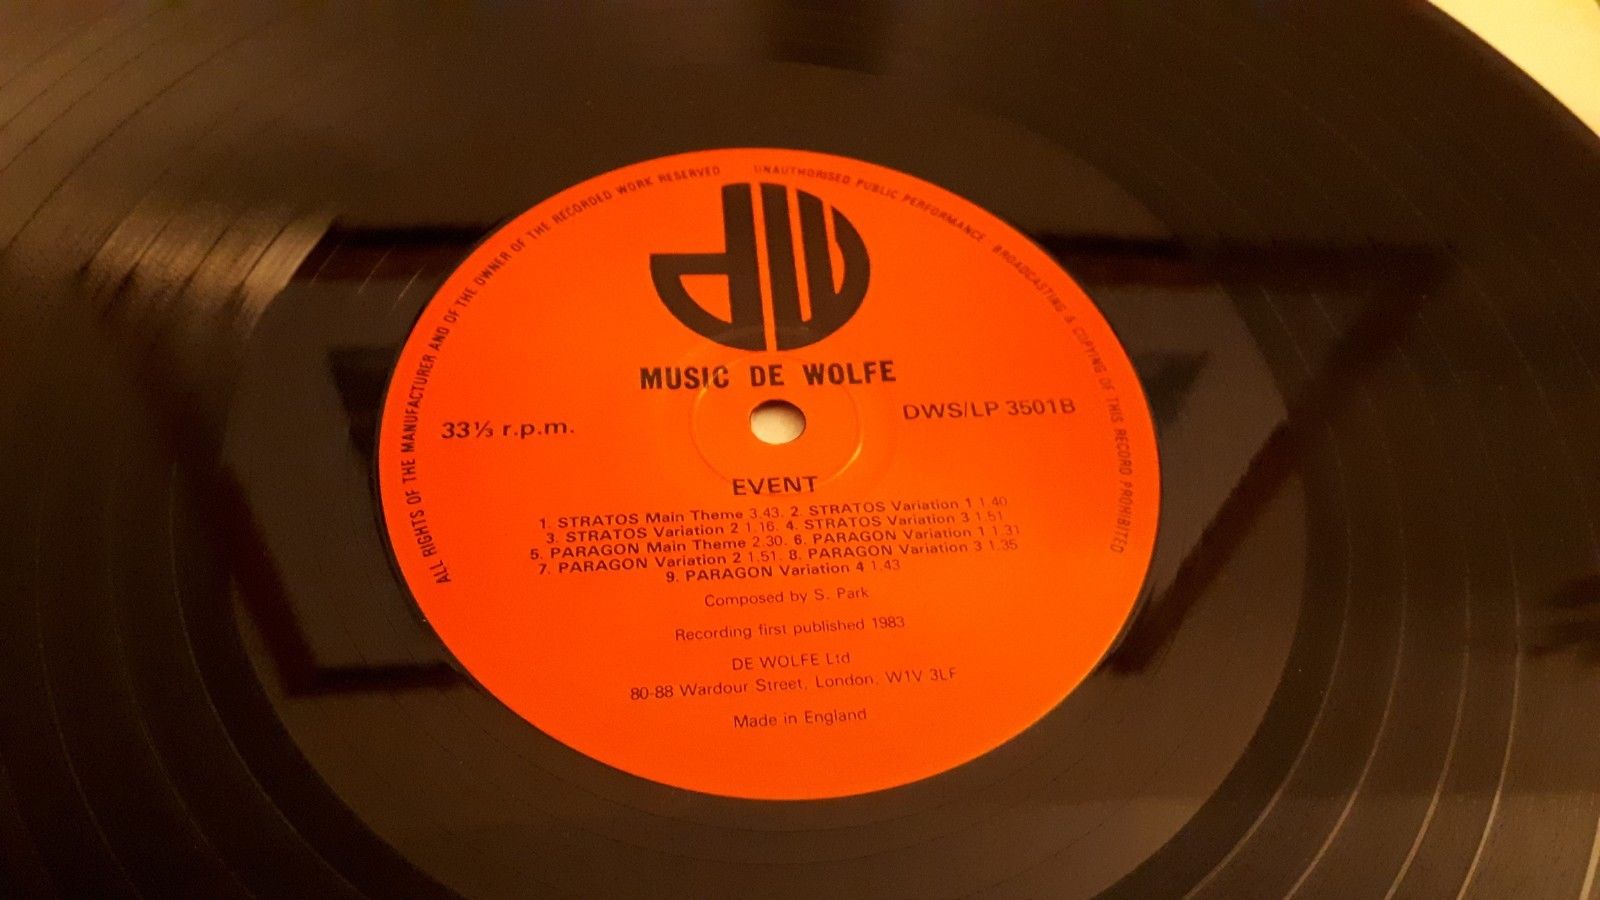 ALL RIGHTS OF THE MANUFACTURER AND OF THE OWNER OF THE RECORDED WORK RESERVED
UNAUTHORISED PUBLIC PERFORMANCE · BROADCASTING & COPYING OF THIS RECORD PROHIBITED
dW
MUSIC DE WOLFE
33⅓ r.p.m.
DWS/LP 3501B
EVENT
1. STRATOS Main Theme 3.43. 2. STRATOS Variation 1 1.40
3. STRATOS Variation 2 1.16. 4. STRATOS Variation 3 1.51
5. PARAGON Main Theme 2.30. 6. PARAGON Variation 1 1.31
7. PARAGON Variation 2 1.51. 8. PARAGON Variation 3 1.35
9. PARAGON Variation 4 1.43
Composed by S. Park
Recording first published 1983
DE WOLFE Ltd
80-88 Wardour Street, London, W1V 3LF
Made in England